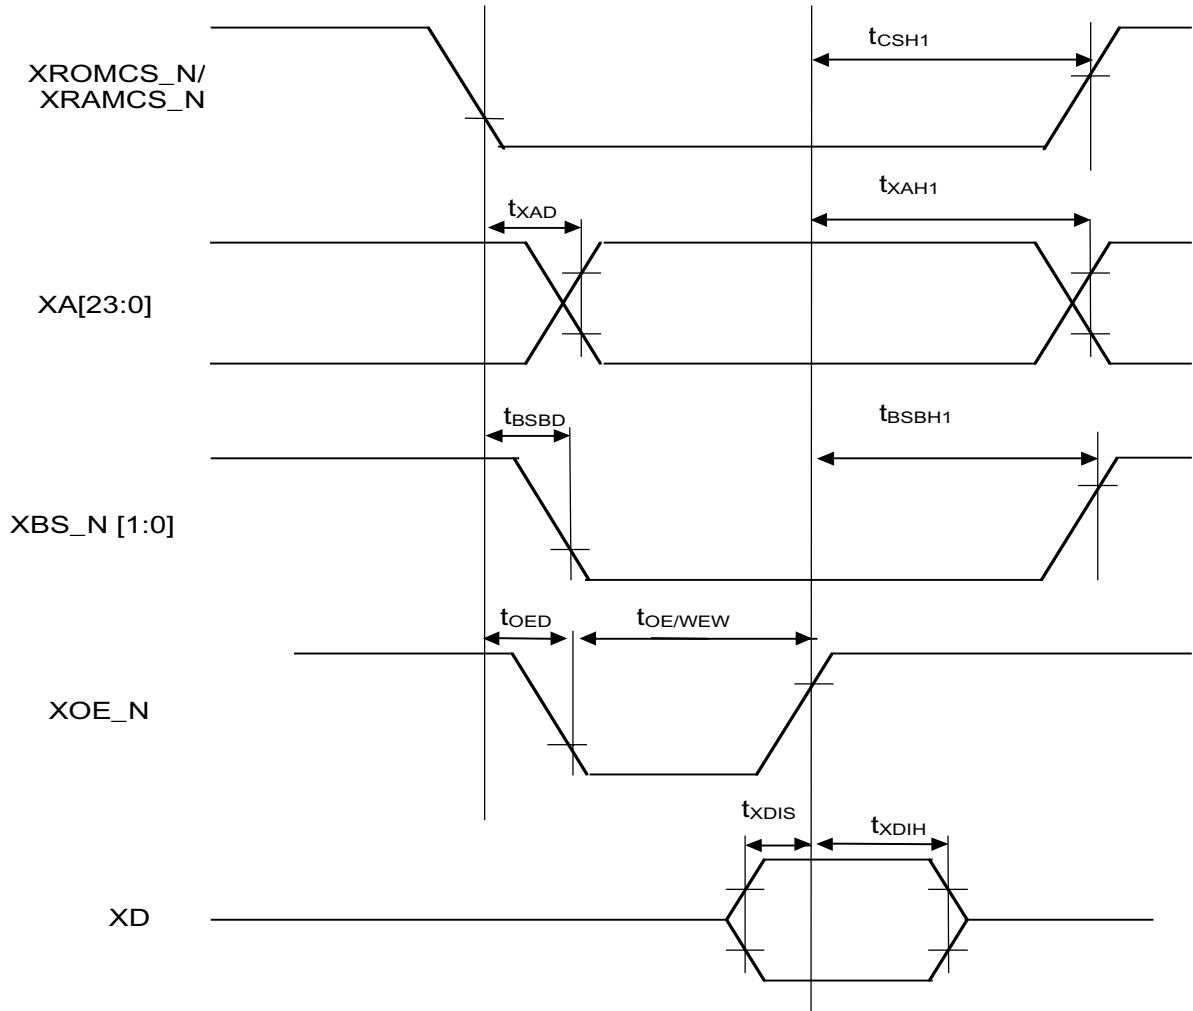 tCSH1
XROMCS_N/
XRAMCS_N
tXAH1
tXAD
XA[23:0]
tBSBD
tBSBH1
XBS_N [1:0]
tOED
tOE/WEW
XOE_N
tXDIS
tXDIH
XD